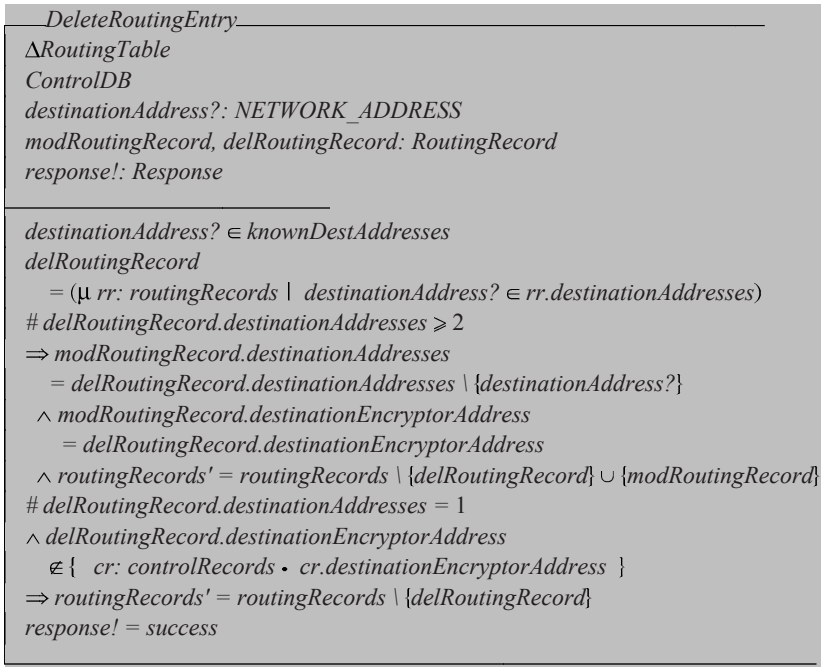 DeleteRoutingEntry
ΔRoutingTable
ControlDB
destinationAddress?: NETWORK_ADDRESS
modRoutingRecord, delRoutingRecord: RoutingRecord
response!: Response
destinationAddress? ∈ knownDestAddresses
delRoutingRecord
= (μ rr: routingRecords | destinationAddress? ∈ rr.destinationAddresses)
# delRoutingRecord.destinationAddresses ⩾ 2
⇒ modRoutingRecord.destinationAddresses
= delRoutingRecord.destinationAddresses \ {destinationAddress?}
∧ modRoutingRecord.destinationEncryptorAddress
= delRoutingRecord.destinationEncryptorAddress
∧ routingRecords' = routingRecords \ {delRoutingRecord} ∪ {modRoutingRecord}
# delRoutingRecord.destinationAddresses = 1
∧ delRoutingRecord.destinationEncryptorAddress
∉ { cr: controlRecords • cr.destinationEncryptorAddress }
⇒ routingRecords' = routingRecords \ {delRoutingRecord}
response! = success